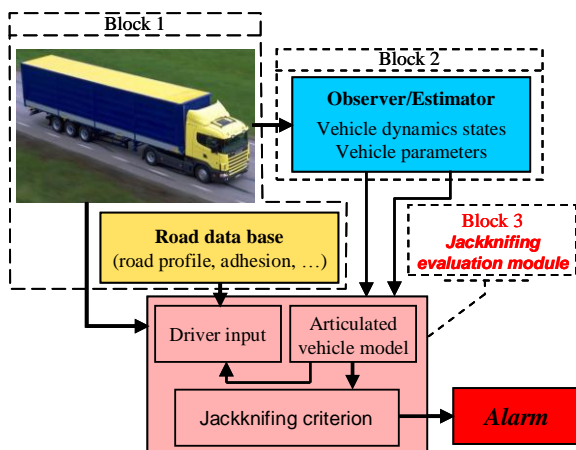 Block 1
Block 2
Observer/Estimator
Vehicle dynamics states
Vehicle parameters
Block 3
Jackknifing
evaluation module
Road data base
(road profile, adhesion, …)
Driver input
Articulated
vehicle model
Jackknifing criterion
Alarm